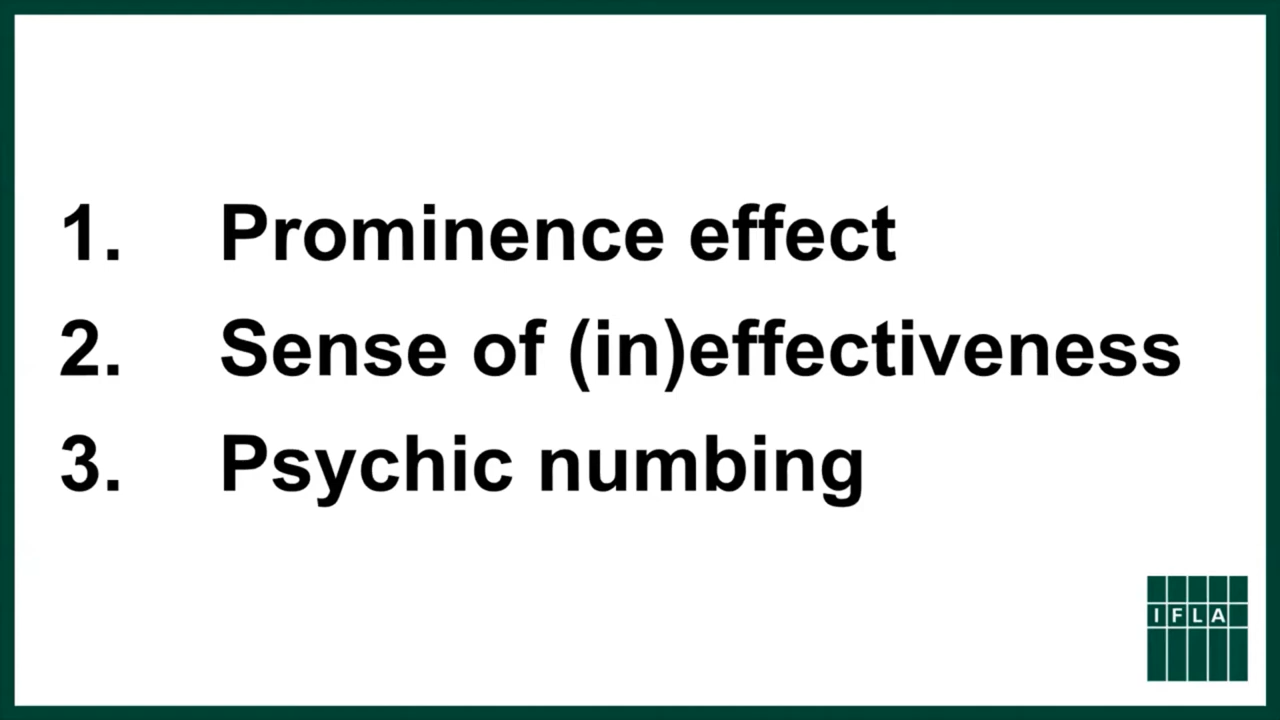 1. Prominence effect
2. Sense of (in)effectiveness
3. Psychic numbing
IFLA